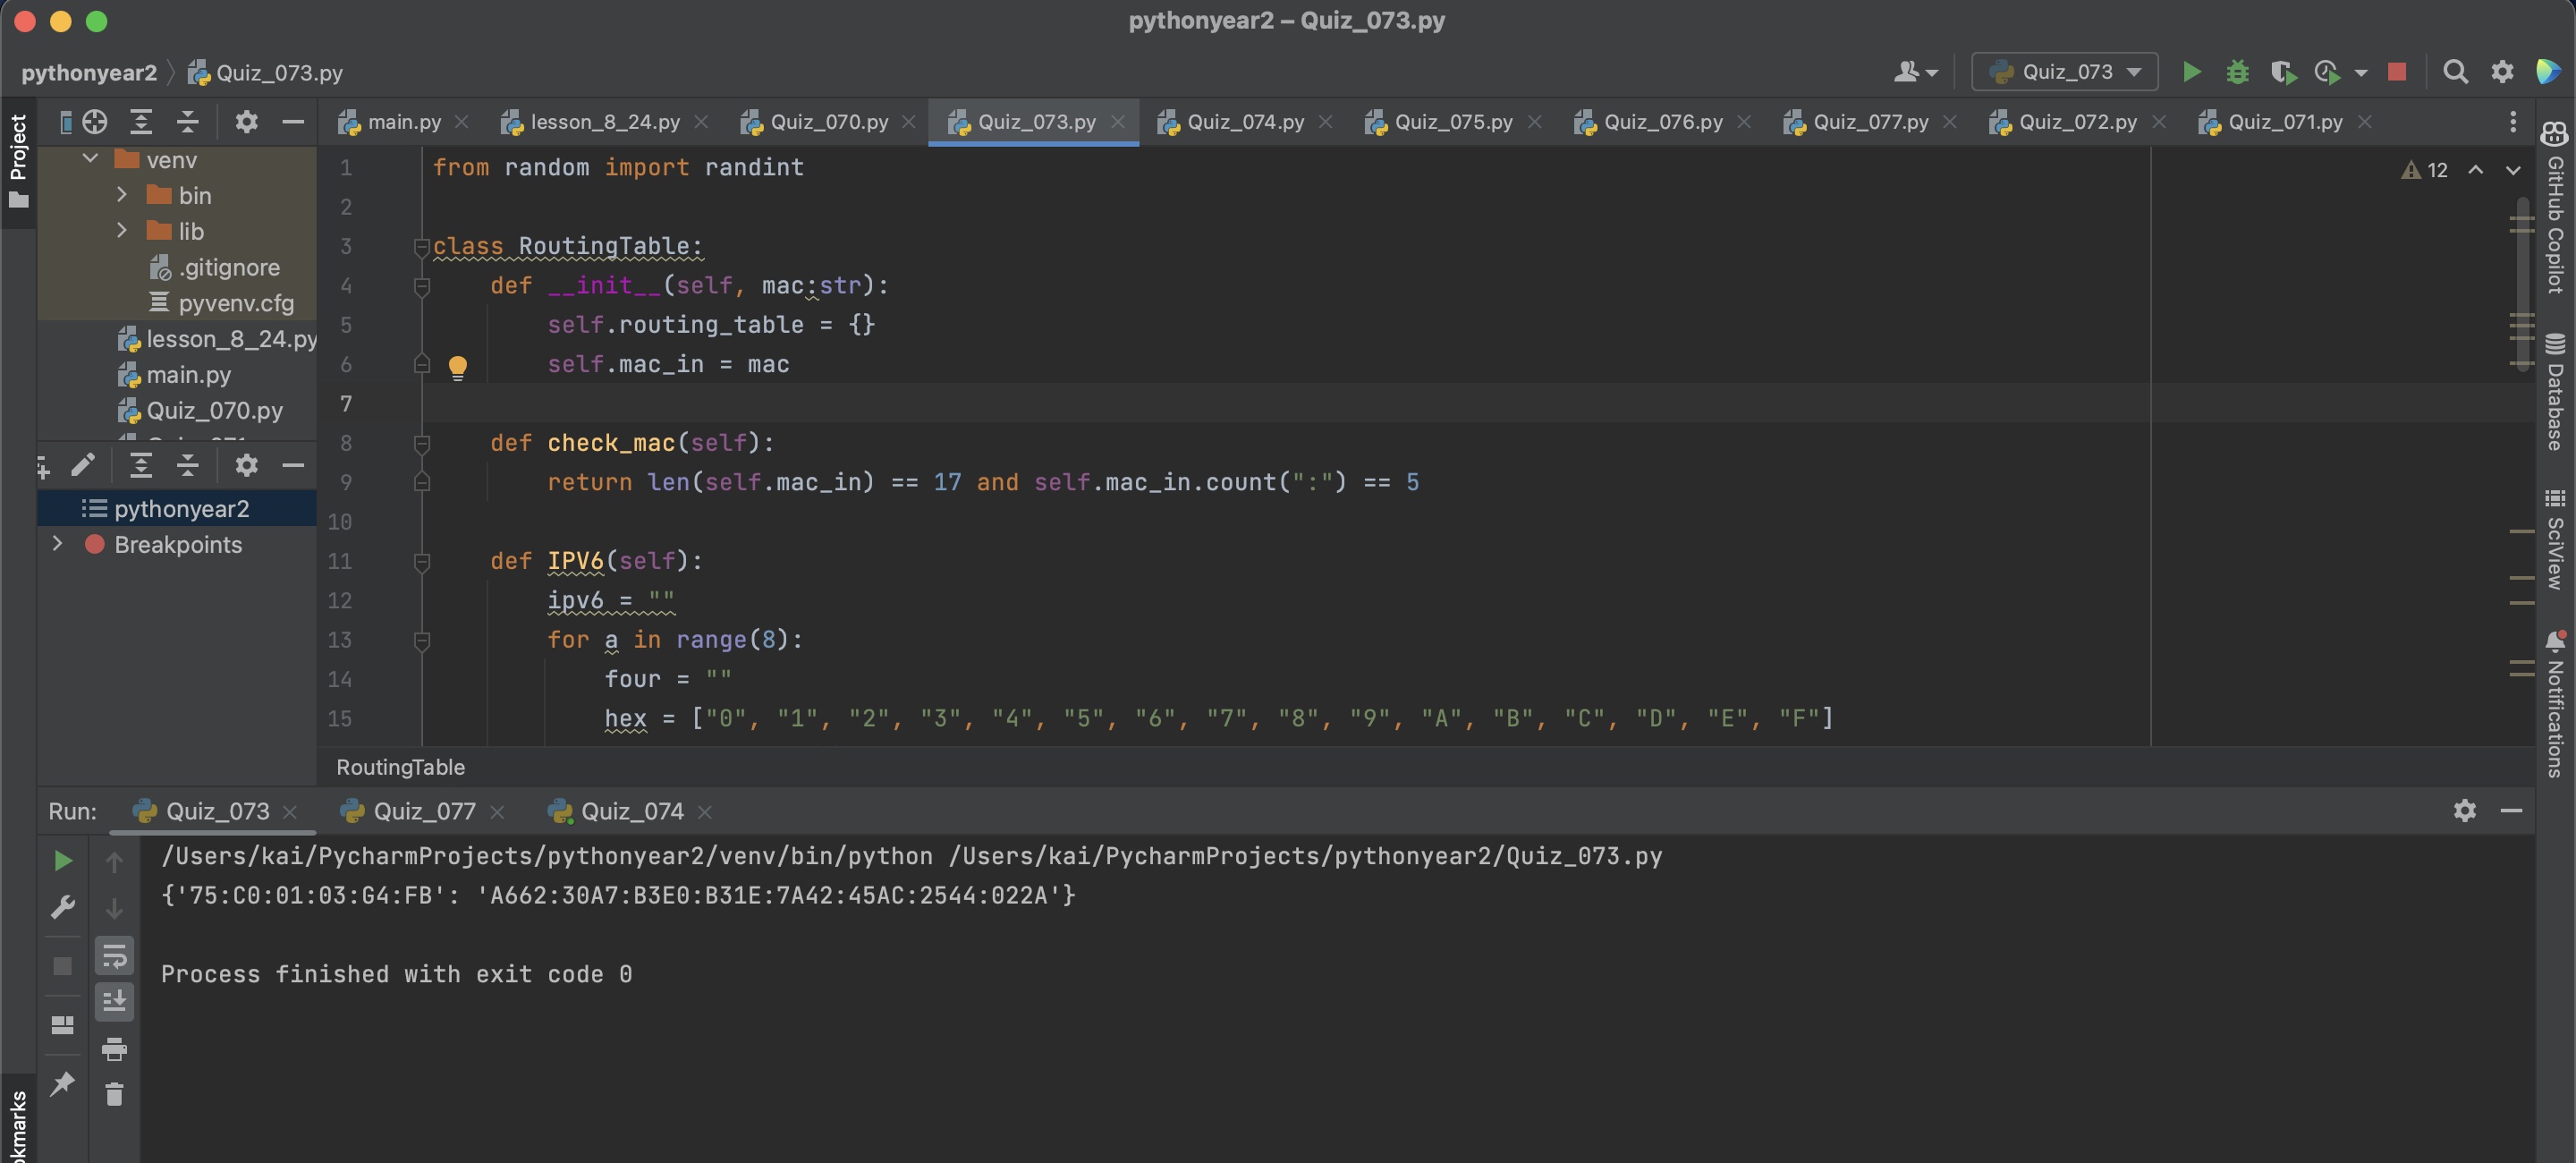 pythonyear2 – Quiz_073.py
pythonyear2 Quiz_073.py
Quiz_073
Project
main.py lesson_8_24.py Quiz_070.py Quiz_073.py Quiz_074.py Quiz_075.py Quiz_076.py Quiz_077.py Quiz_072.py Quiz_071.py
venv
bin
lib
.gitignore
pyvenv.cfg
lesson_8_24.py
main.py
Quiz_070.py
pythonyear2
Breakpoints
12
1 from random import randint
2
3 class RoutingTable:
4 def __init__(self, mac:str):
5 self.routing_table = {}
6 self.mac_in = mac
7
8 def check_mac(self):
9 return len(self.mac_in) == 17 and self.mac_in.count(":") == 5
10
11 def IPV6(self):
12 ipv6 = ""
13 for a in range(8):
14 four = ""
15 hex = ["0", "1", "2", "3", "4", "5", "6", "7", "8", "9", "A", "B", "C", "D", "E", "F"]
RoutingTable
GitHub Copilot
Database
SciView
Notifications
Run: Quiz_073 Quiz_077 Quiz_074
/Users/kai/PycharmProjects/pythonyear2/venv/bin/python /Users/kai/PycharmProjects/pythonyear2/Quiz_073.py
{'75:C0:01:03:G4:FB': 'A662:30A7:B3E0:B31E:7A42:45AC:2544:022A'}
Process finished with exit code 0
okmarks